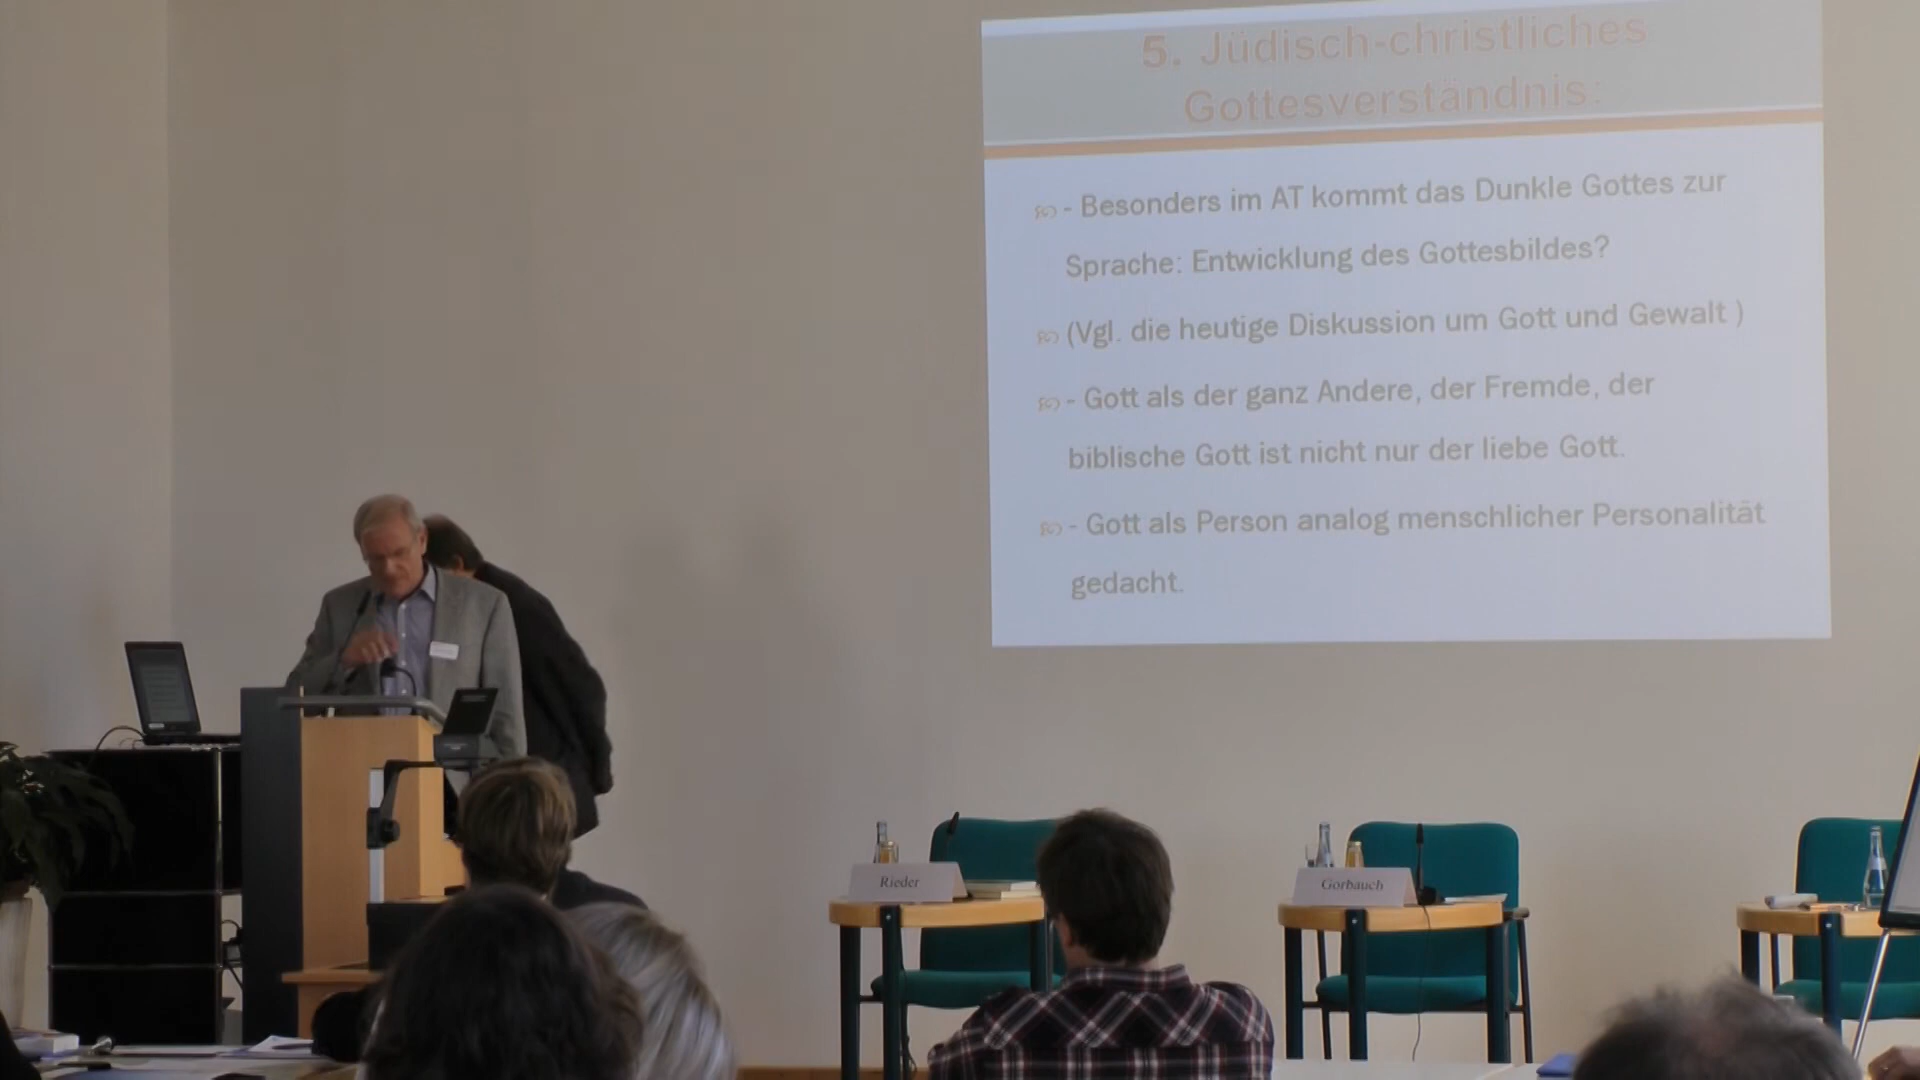 5. Jüdisch-christliches
Gottesverständnis:
- Besonders im AT kommt das Dunkle Gottes zur
Sprache: Entwicklung des Gottesbildes?
(Vgl. die heutige Diskussion um Gott und Gewalt )
- Gott als der ganz Andere, der Fremde, der
biblische Gott ist nicht nur der liebe Gott.
- Gott als Person analog menschlicher Personalität
gedacht.
Rieder
Gorbauch